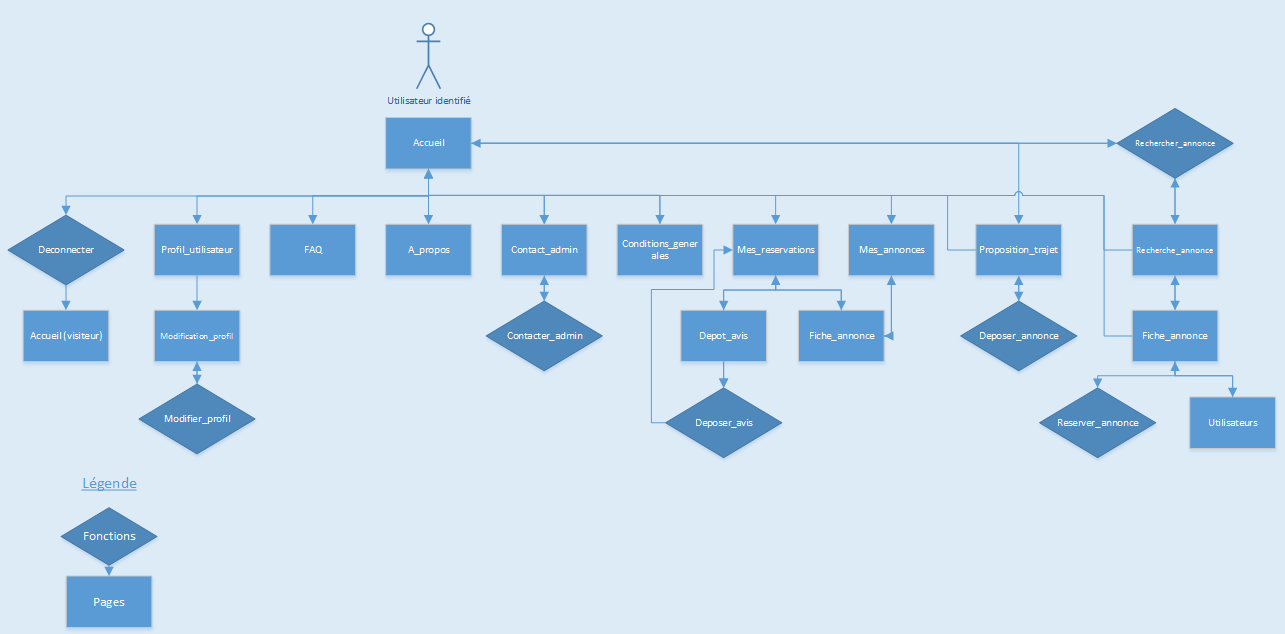 Utilisateur identifié
Accueil
Rechercher_annonce
Deconnecter
Profil_utilisateur
FAQ
A_propos
Contact_admin
Conditions_gener
ales
Mes_reservations
Mes_annonces
Proposition_trajet
Recherche_annonce
Accueil (visiteur)
Modification_profil
Contacter_admin
Depot_avis
Fiche_annonce
Deposer_annonce
Fiche_annonce
Modifier_profil
Deposer_avis
Reserver_annonce
Utilisateurs
Légende
Fonctions
Pages